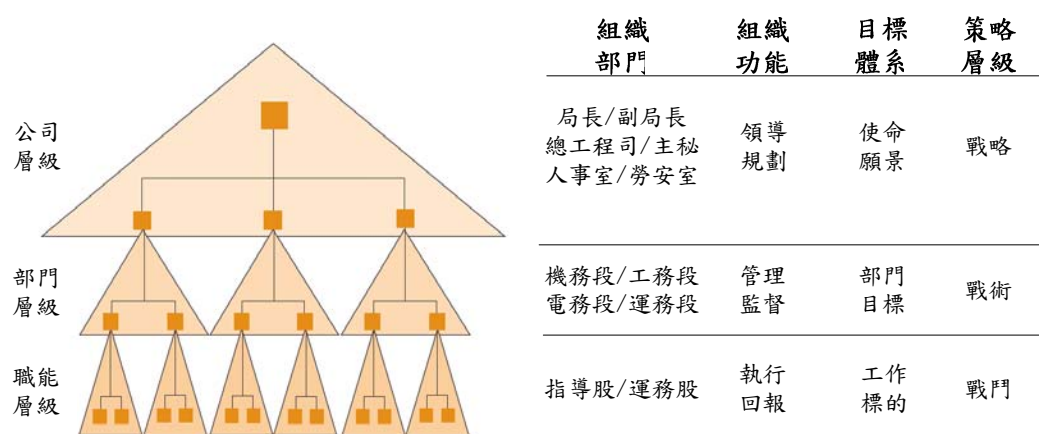 組織 組織 目標 策略
部門 功能 體系 層級
公司
層級
局長/副局長
總工程司/主秘
人事室/勞安室
領導
規劃
使命
願景
戰略
部門
層級
機務段/工務段
電務段/運務段
管理
監督
部門
目標
戰術
職能
層級
指導股/運務股
執行
回報
工作
標的
戰鬥